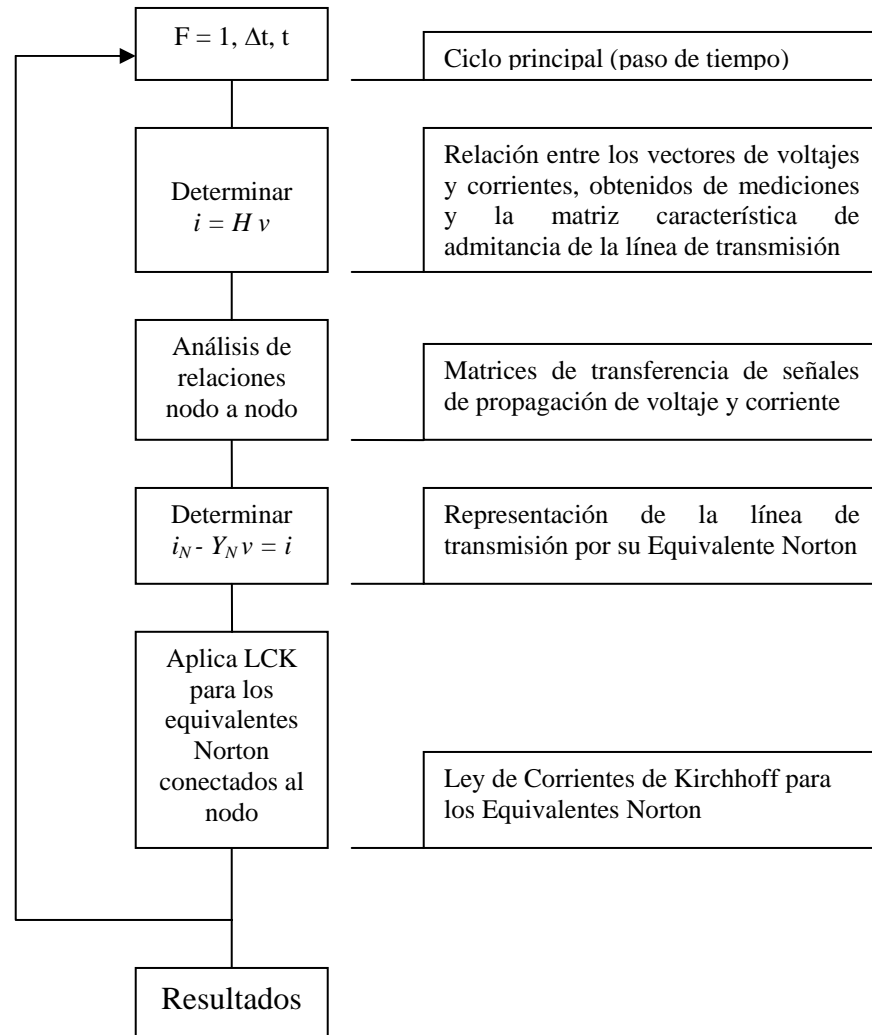 F = 1, Δt, t
Ciclo principal (paso de tiempo)
Determinar
i = H v
Relación entre los vectores de voltajes
y corrientes, obtenidos de mediciones
y la matriz característica de
admitancia de la línea de transmisión
Análisis de
relaciones
nodo a nodo
Matrices de transferencia de señales
de propagación de voltaje y corriente
Determinar
i_N - Y_N v = i
Representación de la línea de
transmisión por su Equivalente Norton
Aplica LCK
para los
equivalentes
Norton
conectados al
nodo
Ley de Corrientes de Kirchhoff para
los Equivalentes Norton
Resultados